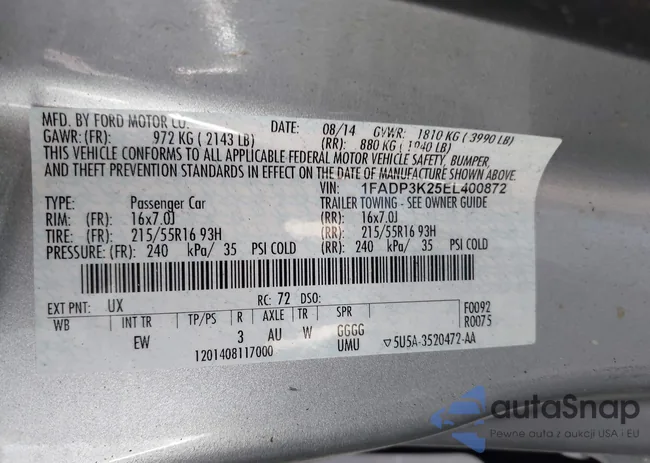 MFD. BY FORD MOTOR CO. DATE: 08/14 GVWR: 1810 KG ( 3990 LB)
GAWR: (FR): 972 KG ( 2143 LB) (RR): 880 KG ( 1940 LB)
THIS VEHICLE CONFORMS TO ALL APPLICABLE FEDERAL MOTOR VEHICLE SAFETY, BUMPER,
AND THEFT PREVENTION STANDARDS IN EFFECT ON THE DATE OF MANUFACTURE SHOWN ABOVE.
VIN: 1FADP3K25EL400872
TYPE: Passenger Car TRAILER TOWING - SEE OWNER GUIDE
RIM: (FR) 16x7.0J (RR): 16x7.0J
TIRE: (FR): 215/55R16 93H (RR): 215/55R16 93H
PRESSURE: (FR): 240 kPa/ 35 PSI COLD (RR): 240 kPa/ 35 PSI COLD
EXT PNT: UX RC: 72 DSO: F0092
WB INT TR TP/PS R AXLE TR SPR R0075
EW 3 AU W GGGG
1201408117000 UMU ▽5U5A-3520472-AA
autaSnap
Pewne auto z aukcji USA i EU